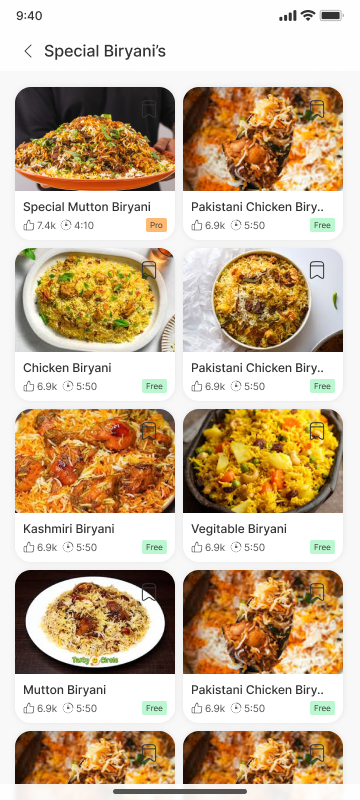 9:40
Special Biryani's
Special Mutton Biryani
7.4k 4:10 Pro
Pakistani Chicken Biry..
6.9k 5:50 Free
Chicken Biryani
6.9k 5:50 Free
Pakistani Chicken Biry..
6.9k 5:50 Free
Kashmiri Biryani
6.9k 5:50 Free
Vegitable Biryani
6.9k 5:50 Free
Tasty Circle
Mutton Biryani
6.9k 5:50 Free
Pakistani Chicken Biry..
6.9k 5:50 Free